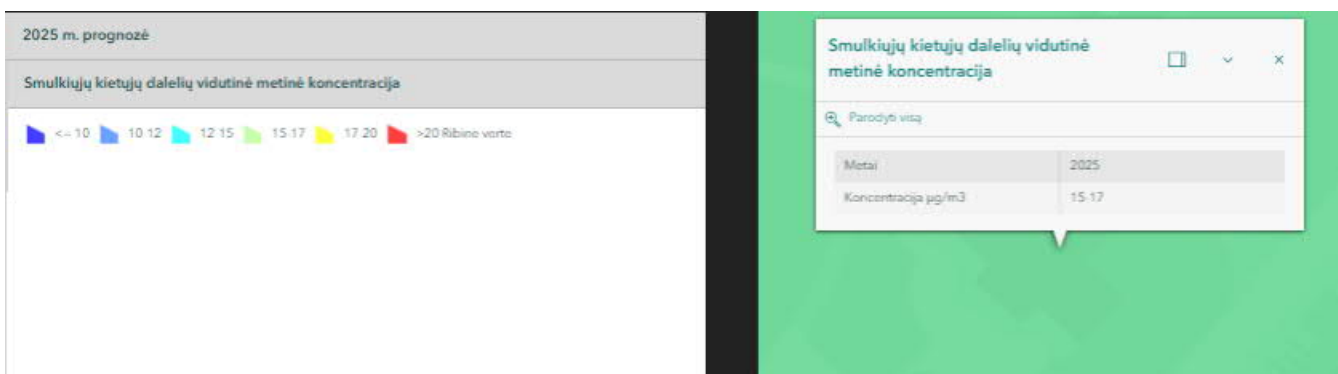 2025 m. prognozė
Smulkiųjų kietųjų dalelių vidutinė metinė koncentracija
<= 10 10 12 12 15 15 17 17 20 >20 Ribinė vertė
Smulkiųjų kietųjų dalelių vidutinė
metinė koncentracija
Parodyti visą
Metai 2025
Koncentracija µg/m3 15-17